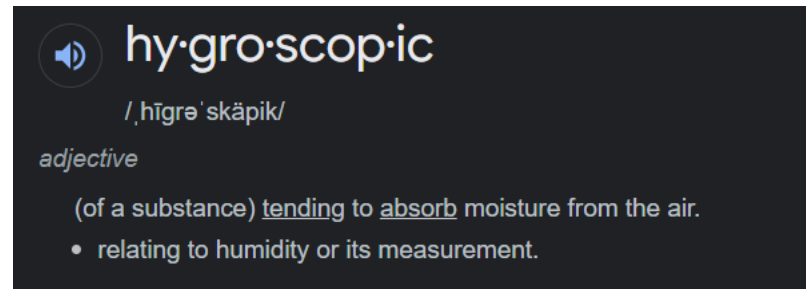 hy·gro·scop·ic
/ˌhīɡrəˈskäpik/
adjective
(of a substance) tending to absorb moisture from the air.
• relating to humidity or its measurement.